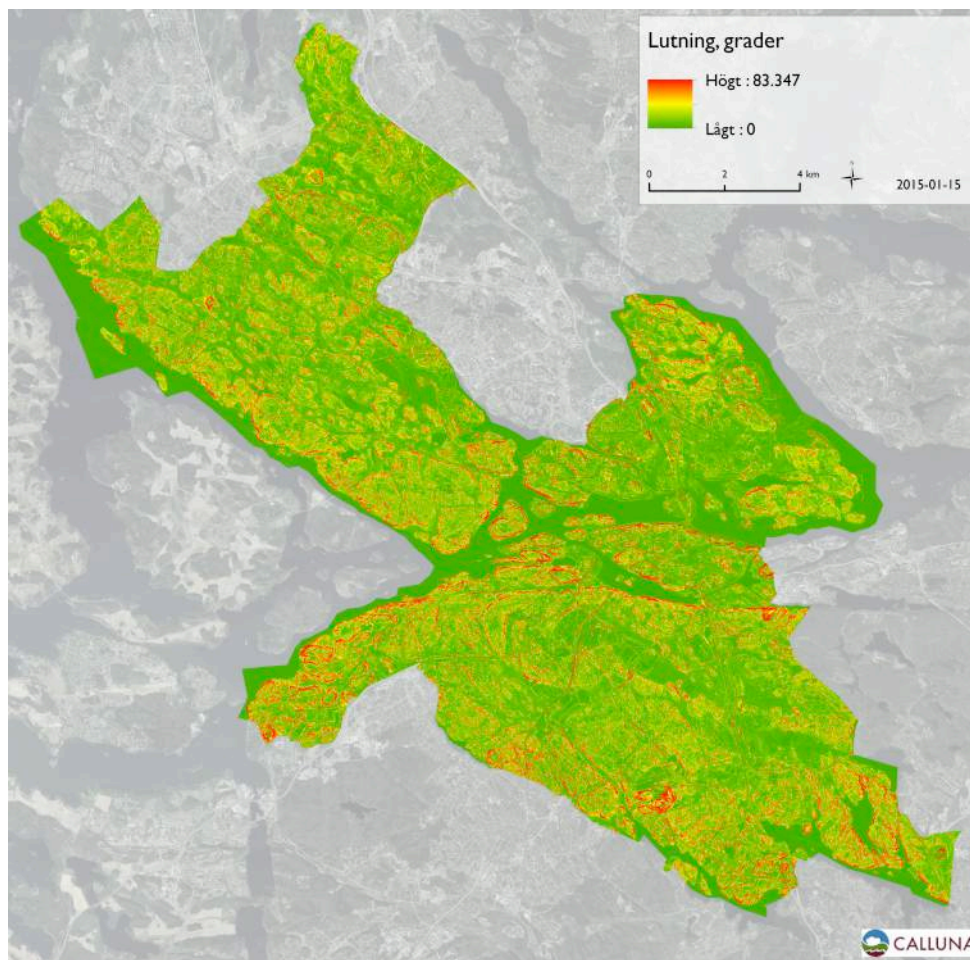 Lutning, grader
Högt : 83.347
Lågt : 0
0 2 4 km
2015-01-15
CALLUNA